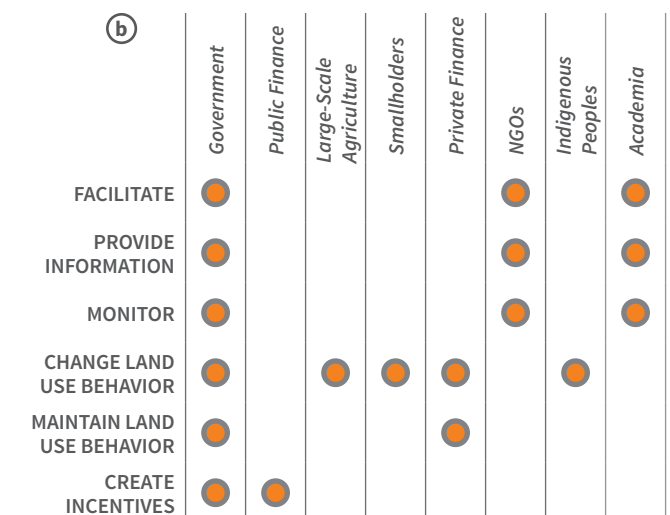 b
Government
Public Finance
Large-Scale
Agriculture
Smallholders
Private Finance
NGOs
Indigenous
Peoples
Academia
FACILITATE
PROVIDE
INFORMATION
MONITOR
CHANGE LAND
USE BEHAVIOR
MAINTAIN LAND
USE BEHAVIOR
CREATE
INCENTIVES